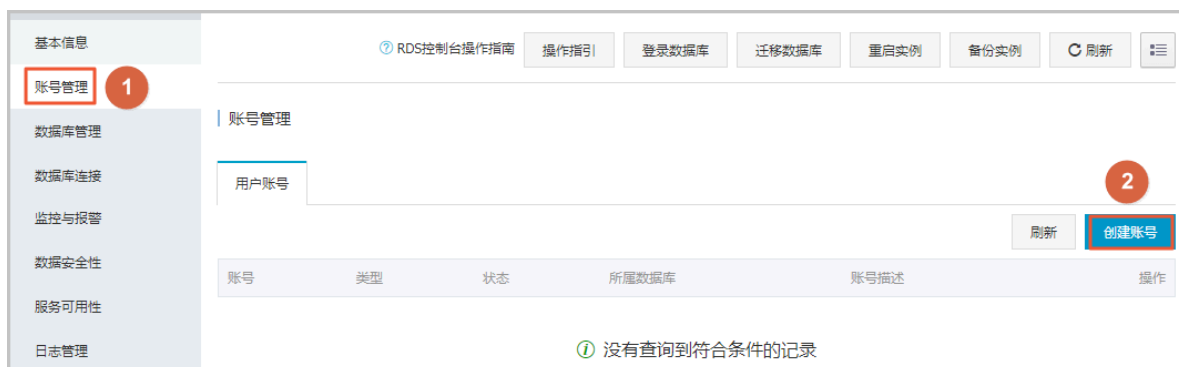 基本信息
账号管理
1
数据库管理
数据库连接
监控与报警
数据安全性
服务可用性
日志管理
? RDS控制台操作指南 操作指引 登录数据库 迁移数据库 重启实例 备份实例 刷新
账号管理
用户账号
2
刷新 创建账号
账号 类型 状态 所属数据库 账号描述 操作
没有查询到符合条件的记录